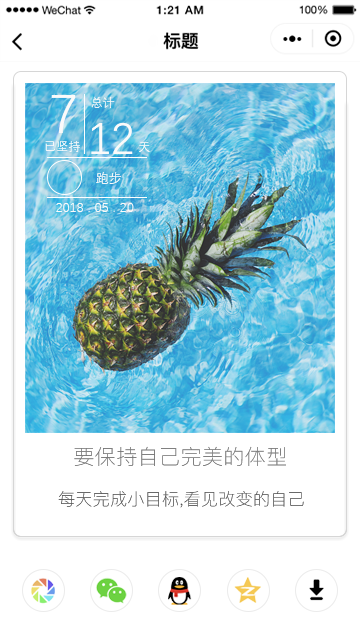 WeChat 1:21 AM 100%
标题
7 总计
已坚持 12 天
跑步
2018 . 05 . 20
要保持自己完美的体型
每天完成小目标,看见改变的自己